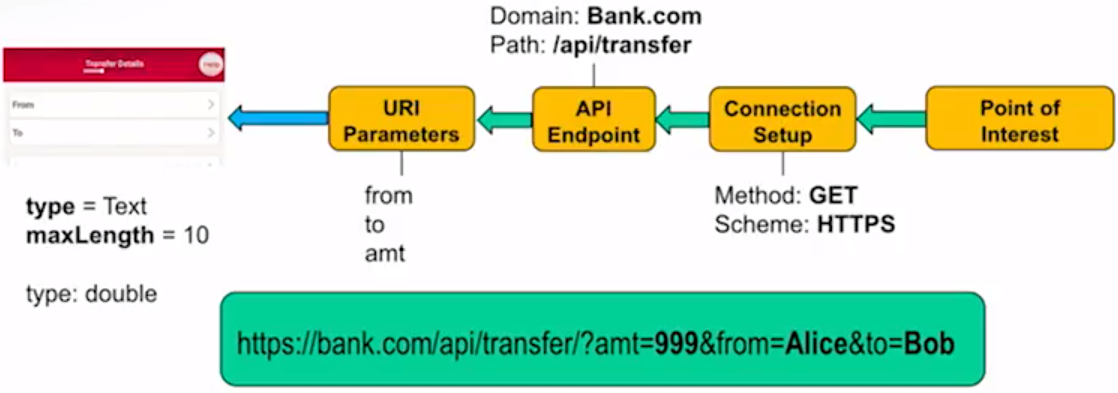 Domain: Bank.com
Path: /api/transfer
Transfer Details
Help
From
To
URI
Parameters
API
Endpoint
Connection
Setup
Point of
Interest
from
to
amt
Method: GET
Scheme: HTTPS
type = Text
maxLength = 10
type: double
https://bank.com/api/transfer/?amt=999&from=Alice&to=Bob